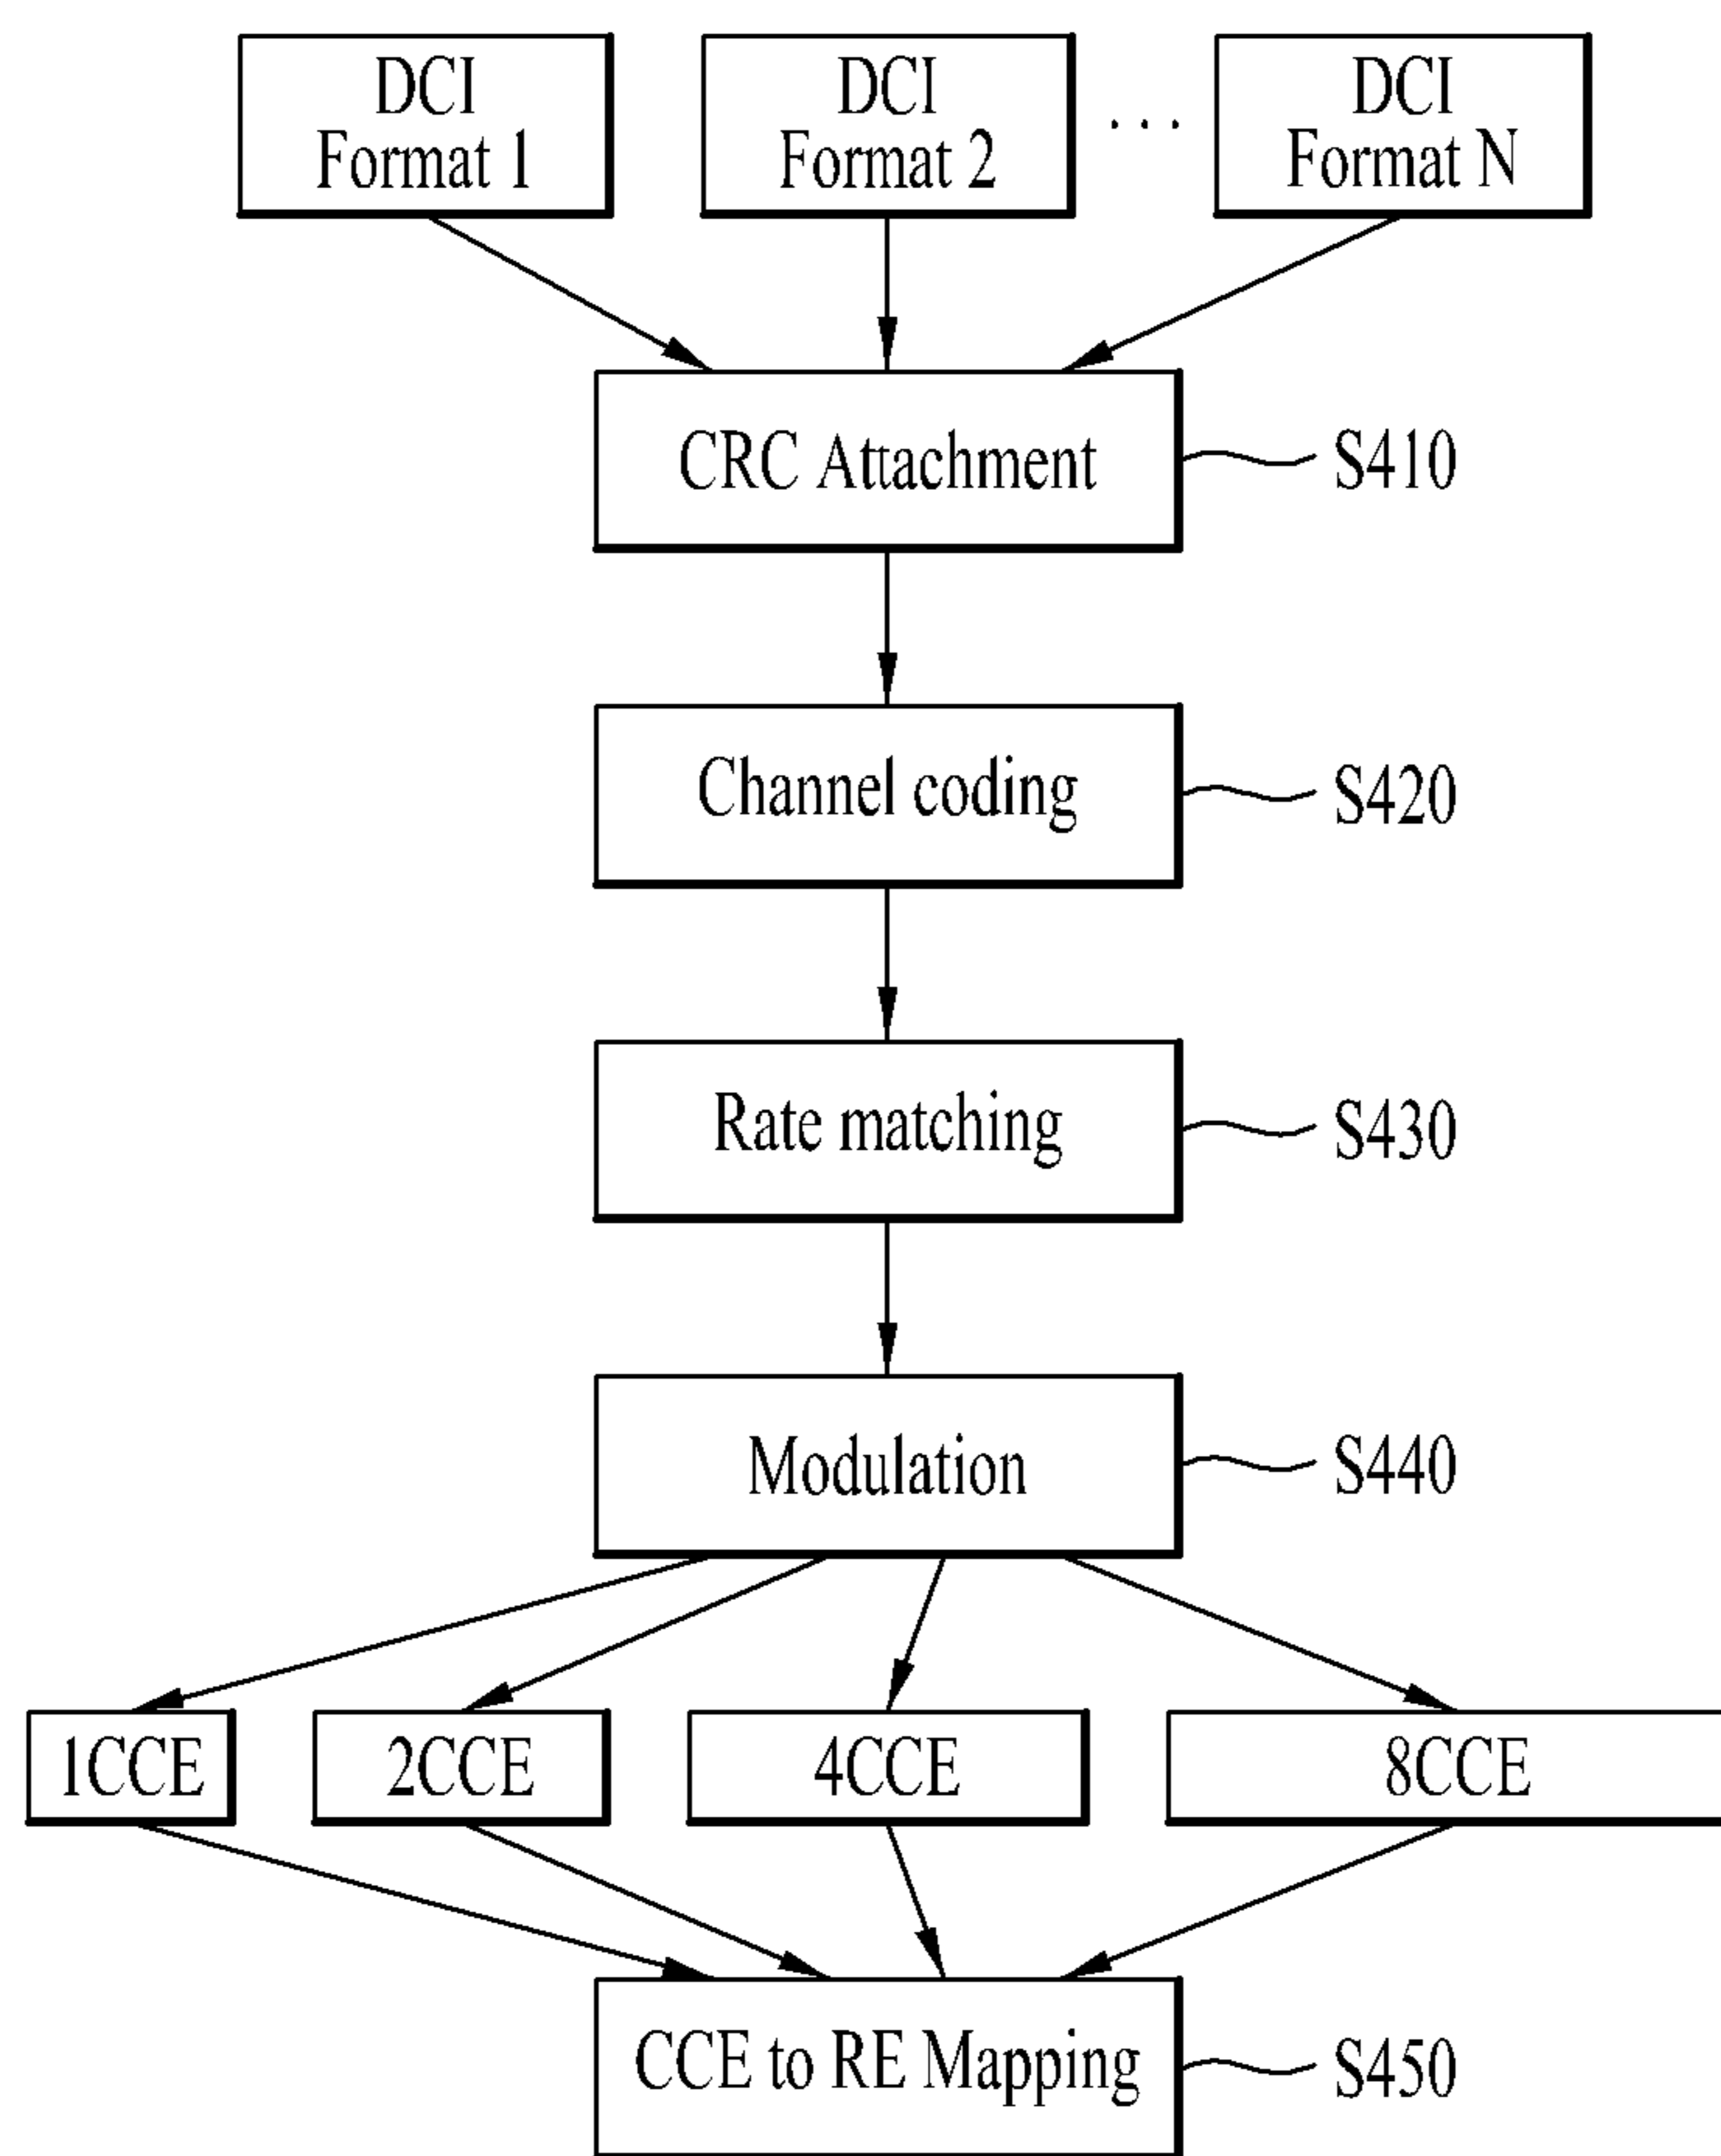 DCI
Format 1
DCI
Format 2
...
DCI
Format N
CRC Attachment
S410
Channel coding
S420
Rate matching
S430
Modulation
S440
1CCE
2CCE
4CCE
8CCE
CCE to RE Mapping
S450